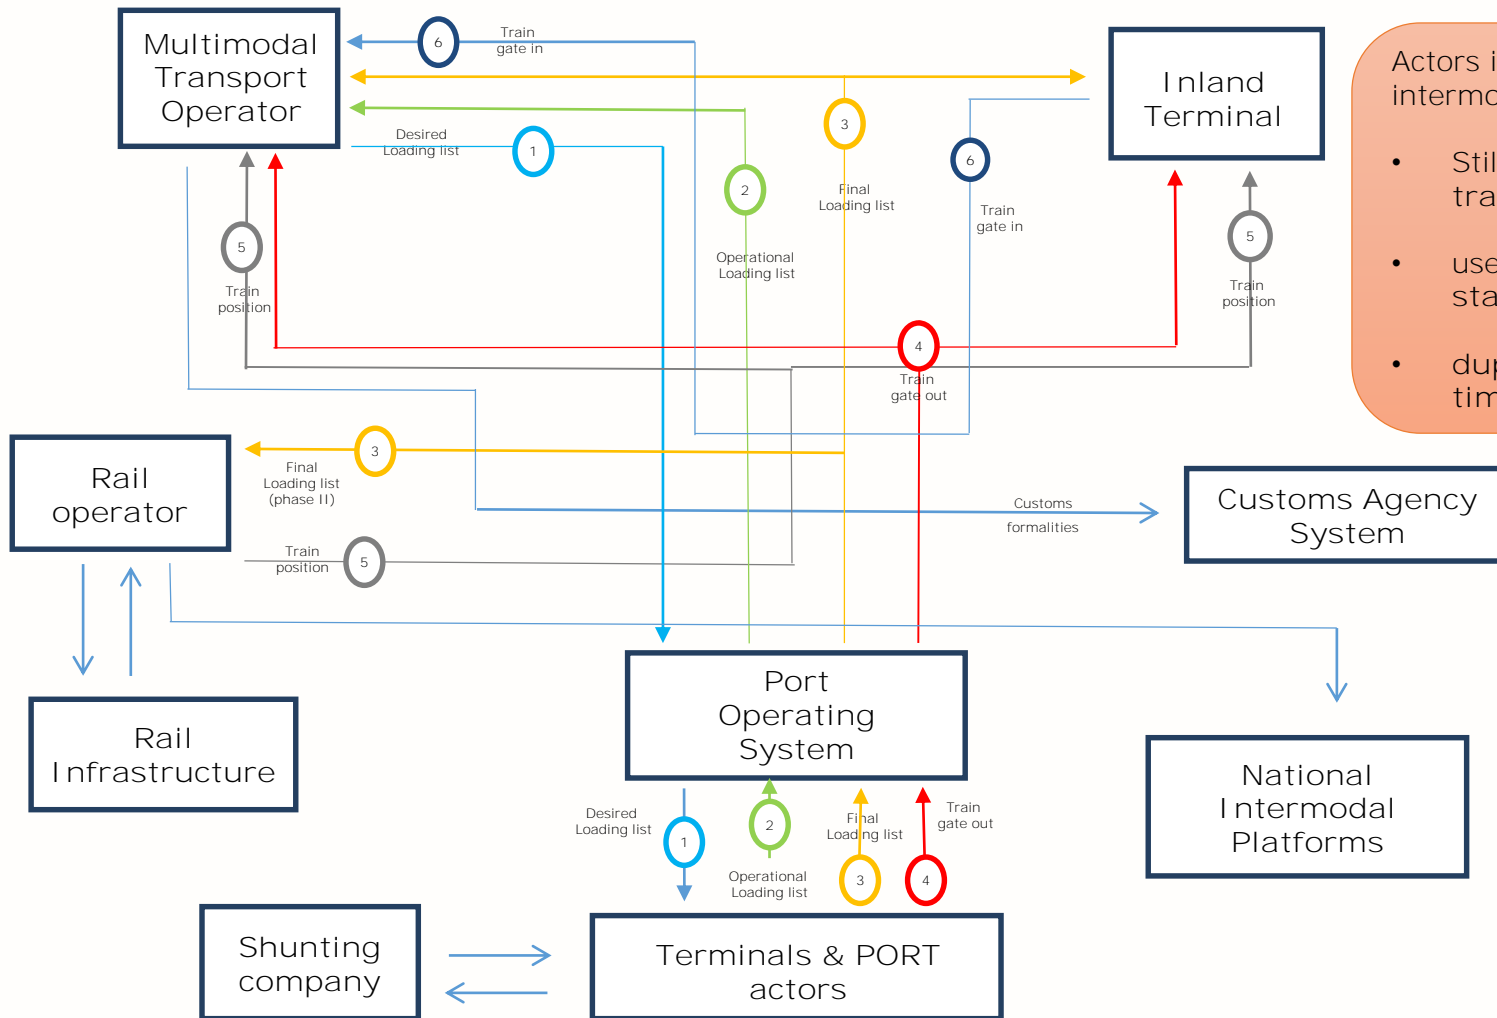 Multimodal
Transport
Operator
6
Train
gate in
Inland
Terminal
Actors i
intermo
• Stil
tra
• use
sta
• dup
tim
Desired
Loading list
1
2
Operational
Loading list
3
Final
Loading list
6
Train
gate in
5
Train
position
5
Train
position
4
Train
gate out
Rail
operator
3
Final
Loading list
(phase II)
5
Train
position
Customs
formalities
Customs Agency
System
Rail
Infrastructure
Port
Operating
System
National
Intermodal
Platforms
Desired
Loading list
1
2
Operational
Loading list
Final
Loading list
3
Train
gate out
4
Shunting
company
Terminals & PORT
actors